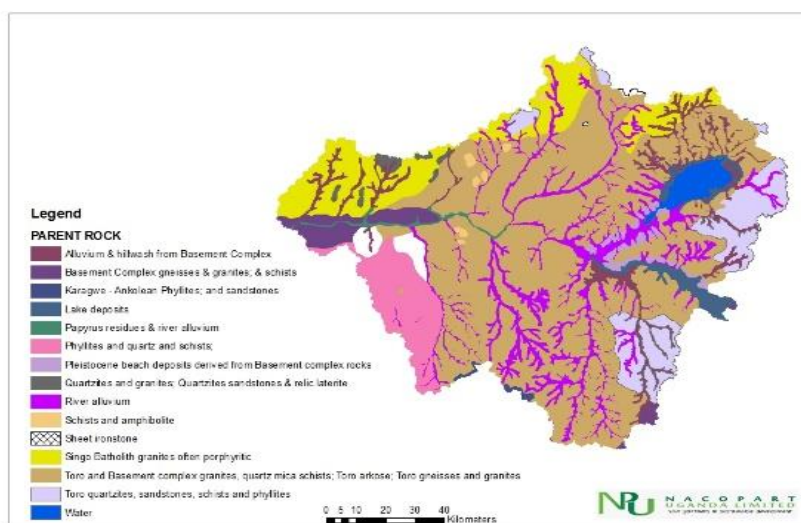 Legend
PARENT ROCK
Alluvium & hillwash from Basement Complex
Basement Complex gneisses & granites; & schists
Karagwe - Ankolean Phyllites; and sandstones
Lake deposits
Papyrus residues & river alluvium
Phyllites and quartz and schists;
Pleistocene beach deposits derived from Basement complex rocks
Quartzites and granites; Quartzites sandstones & relic laterite
River alluvium
Schists and amphibolite
Sheet ironstone
Singo Batholith granites often porphyritic
Toro and Basement complex granites, quartz mica schists; Toro arkose; Toro gneisses and granites
Toro quartzites, sandstones, schists and phyllites
Water
0 5 10 20 30 40
Kilometers
NPU NACOPART
UGANDA LIMITED